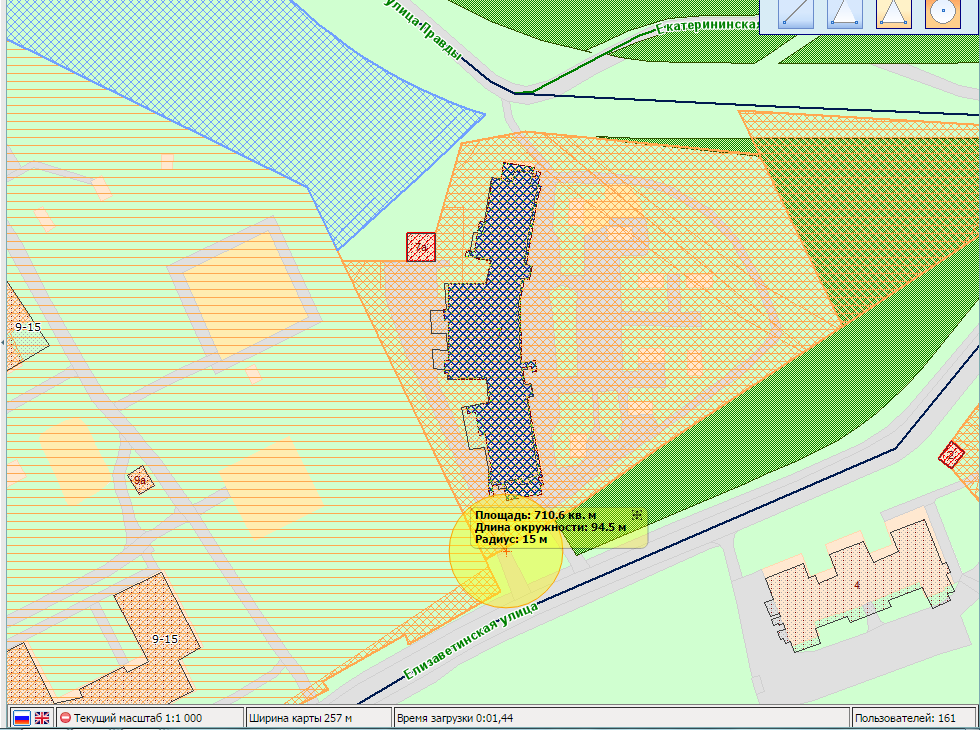 улица Правды
Екатерининская
7а
9-15
2
9а
Площадь: 710.6 кв. м
Длина окружности: 94.5 м
Радиус: 15 м
4
9-15
Елизаветинская улица
Текущий масштаб 1:1 000 Ширина карты 257 м Время загрузки 0:01,44 Пользователей: 161